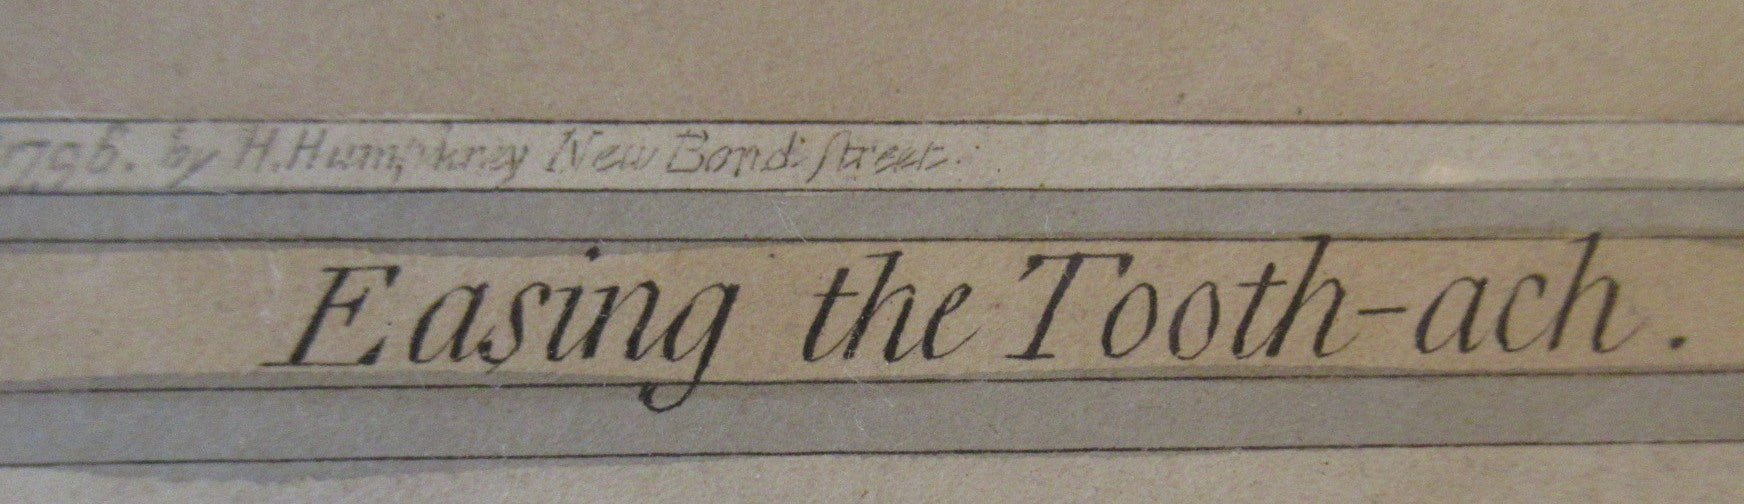 796. by H. Humphrey New Bond Street.
Easing the Tooth-ach.